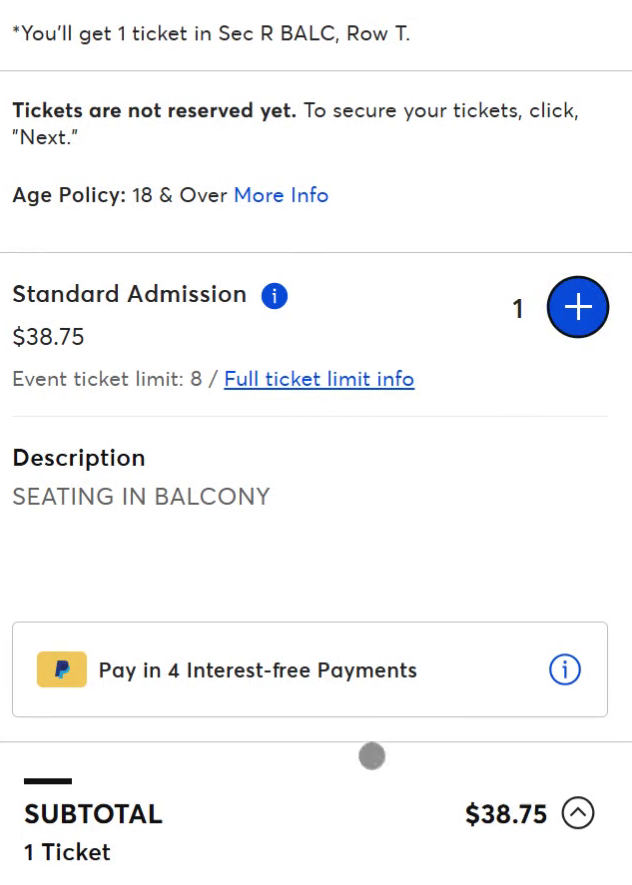 *You'll get 1 ticket in Sec R BALC, Row T.
Tickets are not reserved yet. To secure your tickets, click,
"Next."
Age Policy: 18 & Over More Info
Standard Admission
1
$38.75
Event ticket limit: 8 / Full ticket limit info
Description
SEATING IN BALCONY
Pay in 4 Interest-free Payments
SUBTOTAL $38.75
1 Ticket